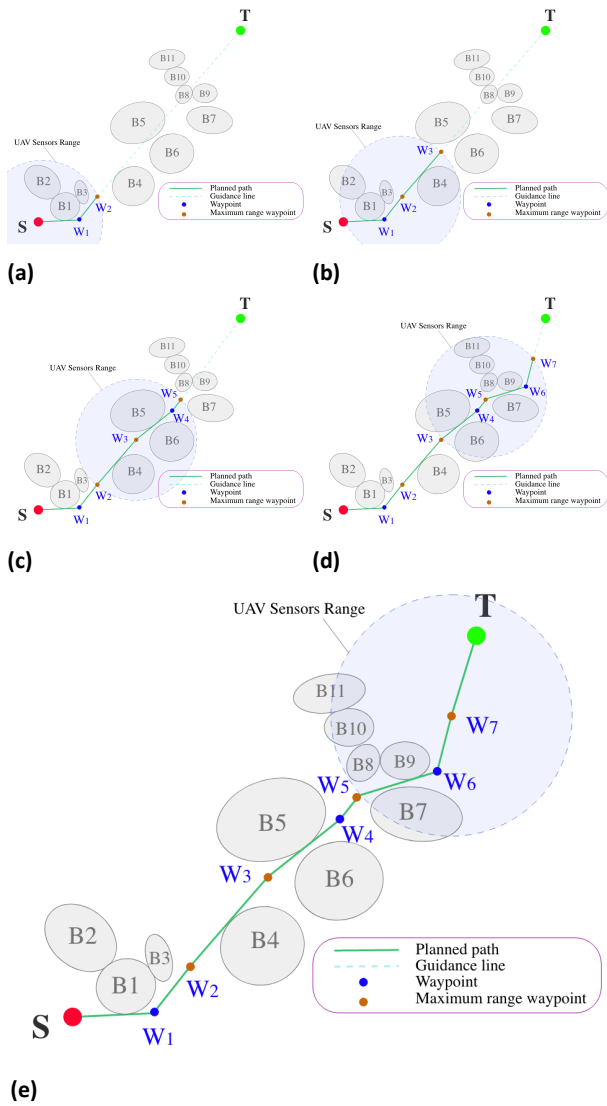 T
B11
B10
B8
B9
B5
B7
UAV Sensors Range
B6
B2
B3
B4
B1
W2
S
W1
Planned path
Guidance line
Waypoint
Maximum range waypoint
(a)
T
B11
B10
B8
B9
B5
B7
UAV Sensors Range
W3
B6
B2
B3
B4
B1
W2
S
W1
Planned path
Guidance line
Waypoint
Maximum range waypoint
(b)
T
UAV Sensors Range
B11
B10
B8
B9
W5
B5
B7
W4
W3
B6
B2
B3
B4
B1
W2
S
W1
Planned path
Guidance line
Waypoint
Maximum range waypoint
(c)
T
UAV Sensors Range
B11
W7
B10
B8
B9
W6
W5
B5
B7
W4
W3
B6
B2
B3
B4
B1
W2
S
W1
Planned path
Guidance line
Waypoint
Maximum range waypoint
(d)
T
UAV Sensors Range
B11
W7
B10
B8
B9
W6
W5
B7
B5
W4
W3
B6
B2
B4
B3
B1
W2
S
W1
Planned path
Guidance line
Waypoint
Maximum range waypoint
(e)